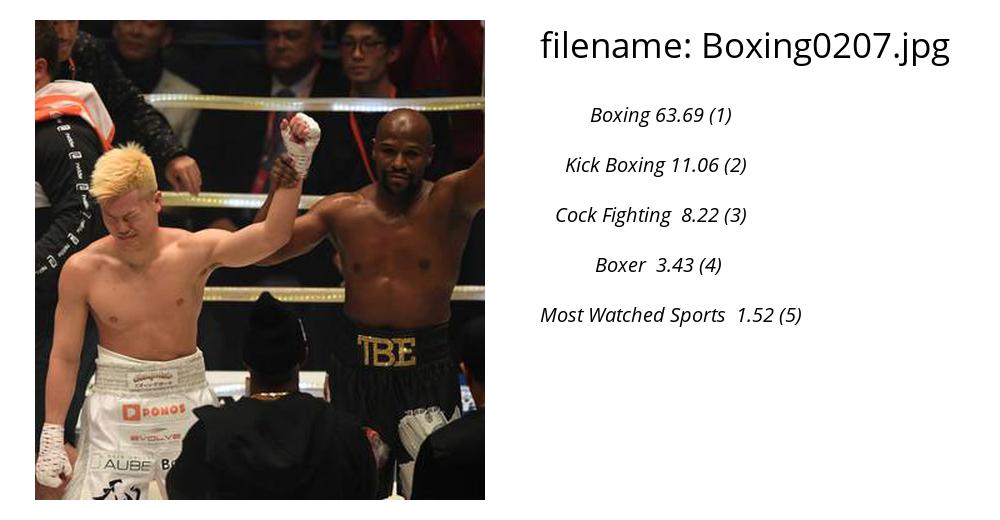 filename: Boxing0207.jpg
Boxing 63.69 (1)
Kick Boxing 11.06 (2)
Cock Fighting 8.22 (3)
Boxer 3.43 (4)
Most Watched Sports 1.52 (5)
TBE
PONOS
EVOLVE
AUBE